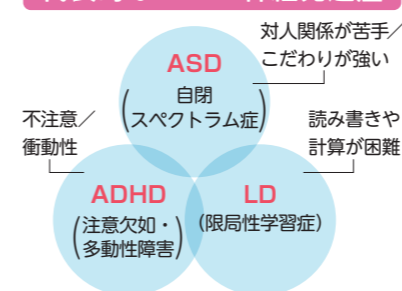 対人関係が苦手／
こだわりが強い
ASD
(自閉
スペクトラム症)
不注意／
衝動性
読み書きや
計算が困難
ADHD
(注意欠如・
多動性障害)
LD
(限局性学習症)